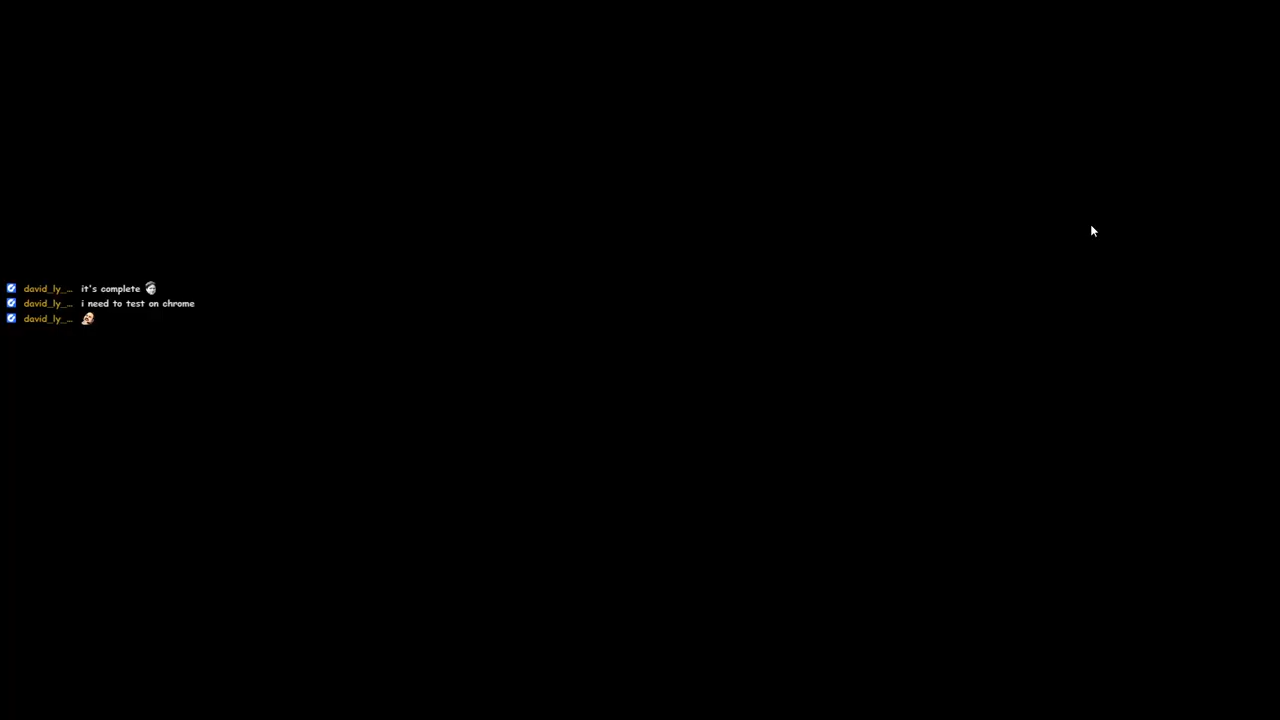 david_ly_... it's complete
david_ly_... i need to test on chrome
david_ly_...